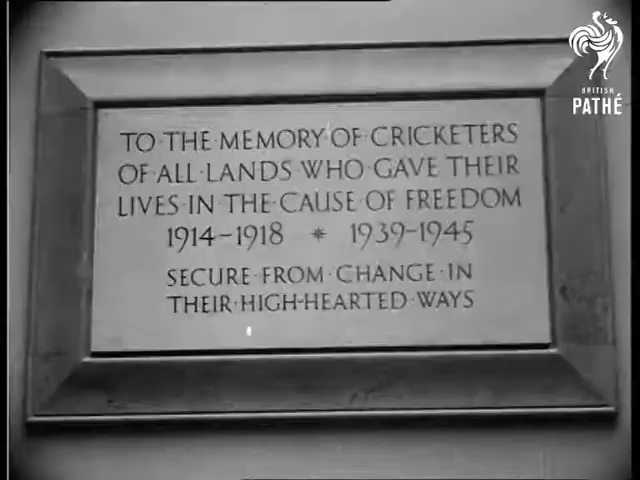 BRITISH
PATHÉ
TO·THE·MEMORY·OF·CRICKETERS
OF·ALL·LANDS·WHO·GAVE·THEIR
LIVES·IN·THE·CAUSE·OF·FREEDOM
1914–1918 * 1939–1945
SECURE·FROM·CHANGE·IN
THEIR·HIGH-HEARTED·WAYS